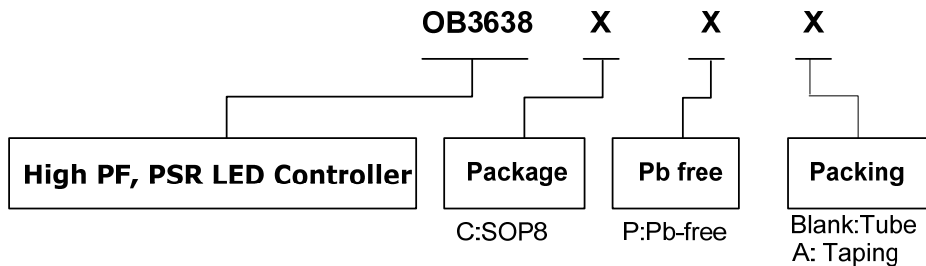 OB3638 X X X
High PF, PSR LED Controller
Package
Pb free
Packing
C:SOP8
P:Pb-free
Blank:Tube
A: Taping